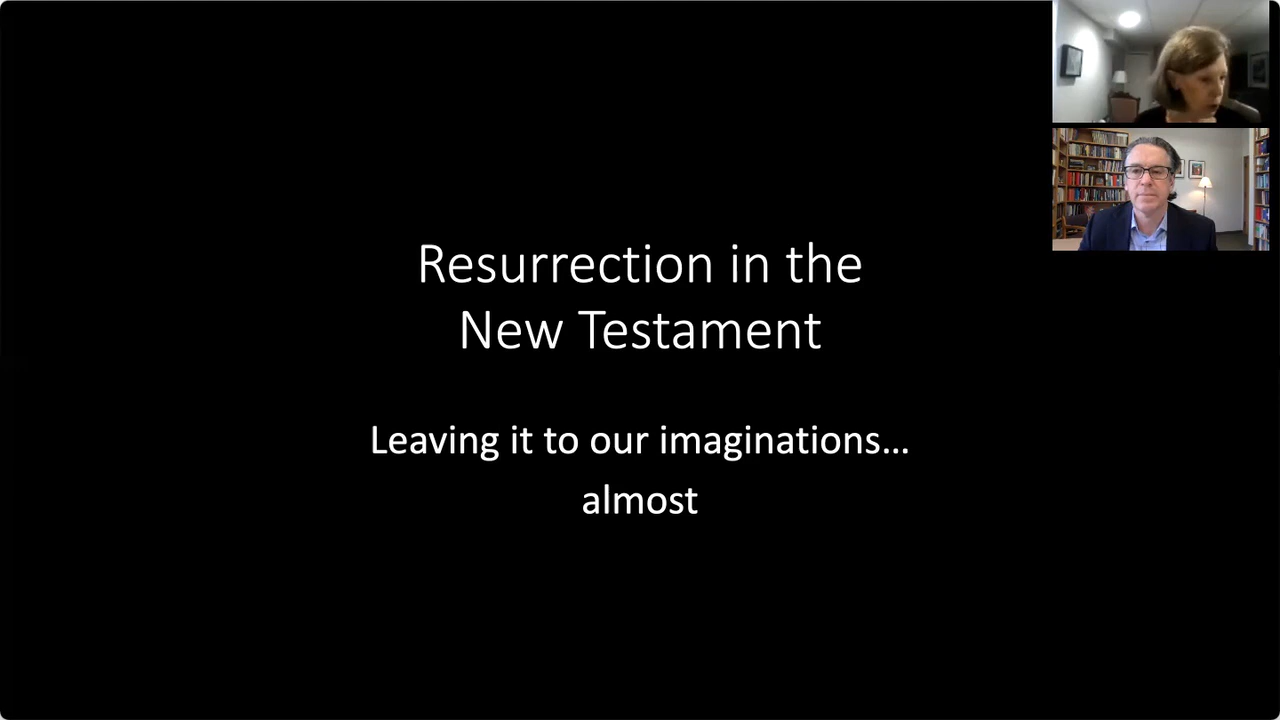 Resurrection in the
New Testament
Leaving it to our imaginations…
almost